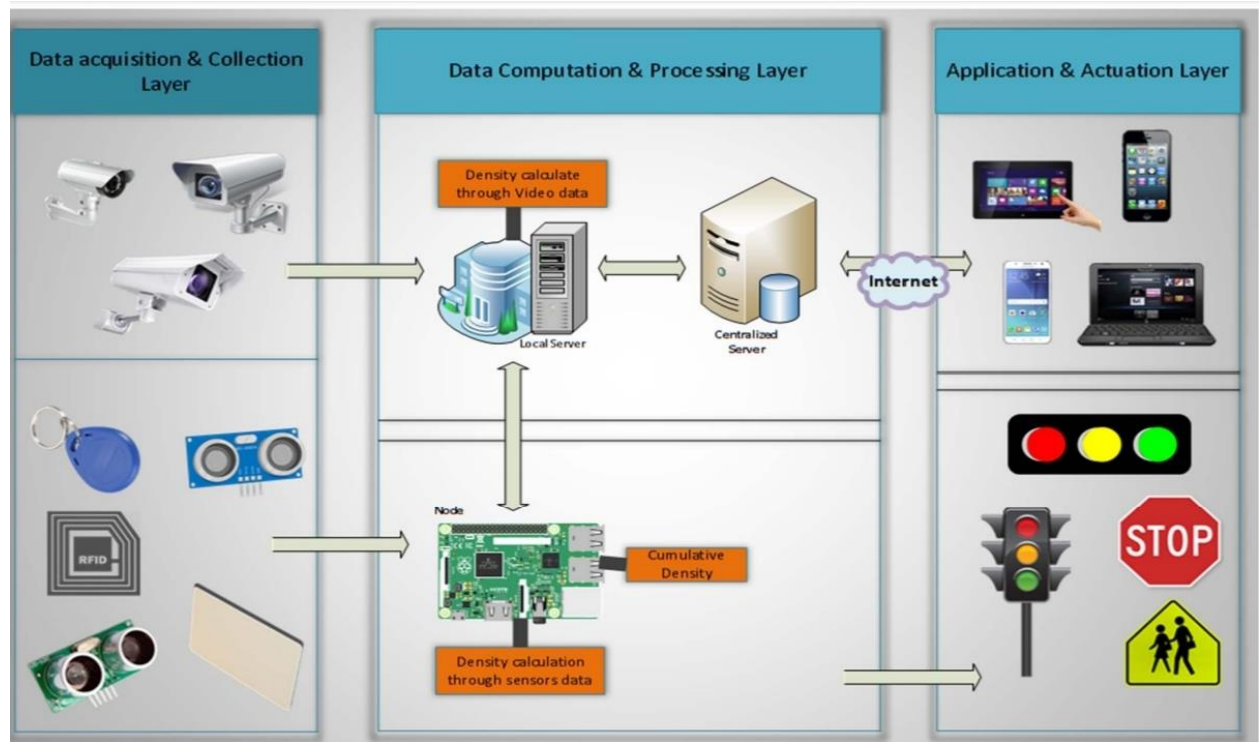 Data acquisition & Collection
Layer
Data Computation & Processing Layer
Application & Actuation Layer
Density calculate
through Video data
Local Server
Centralized
Server
Internet
Node
RFID
Cumulative
Density
Density calculation
through sensors data
STOP